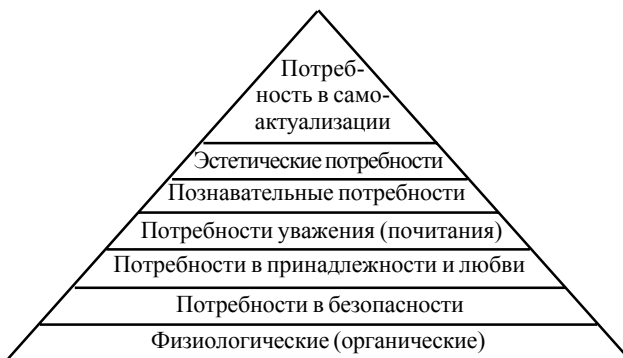 Потреб-
ность в само-
актуализации
Эстетические потребности
Познавательные потребности
Потребности уважения (почитания)
Потребности в принадлежности и любви
Потребности в безопасности
Физиологические (органические)